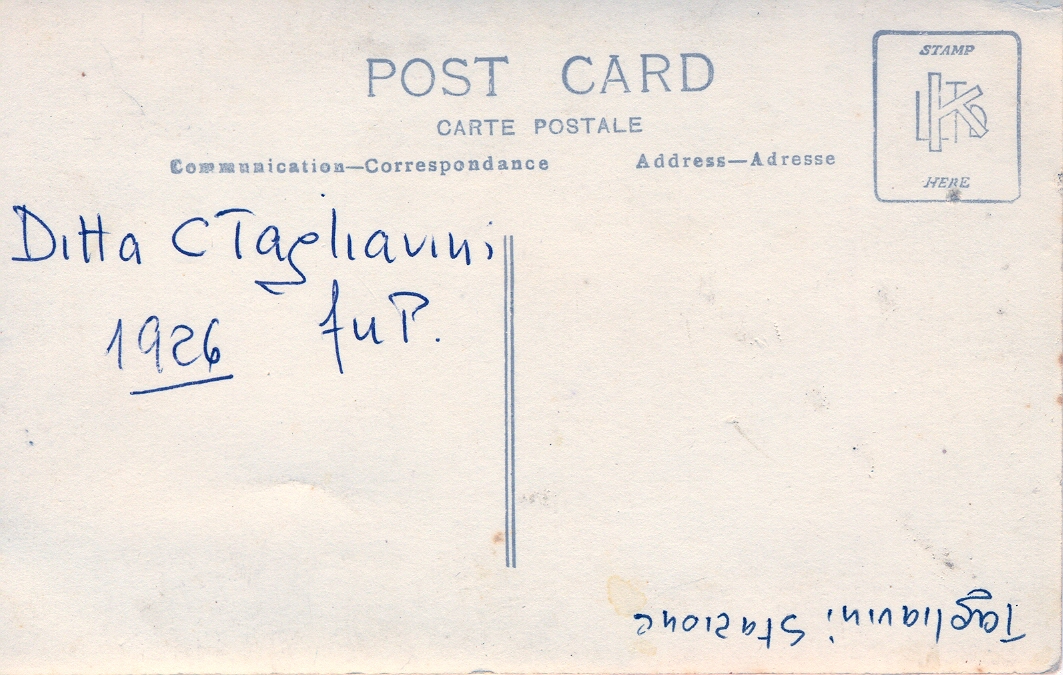 POST CARD
CARTE POSTALE
Communication—Correspondance
Address—Adresse
STAMP
HERE
Ditta C Tagliavini
1926 fu P.
Tagliavini Stazione